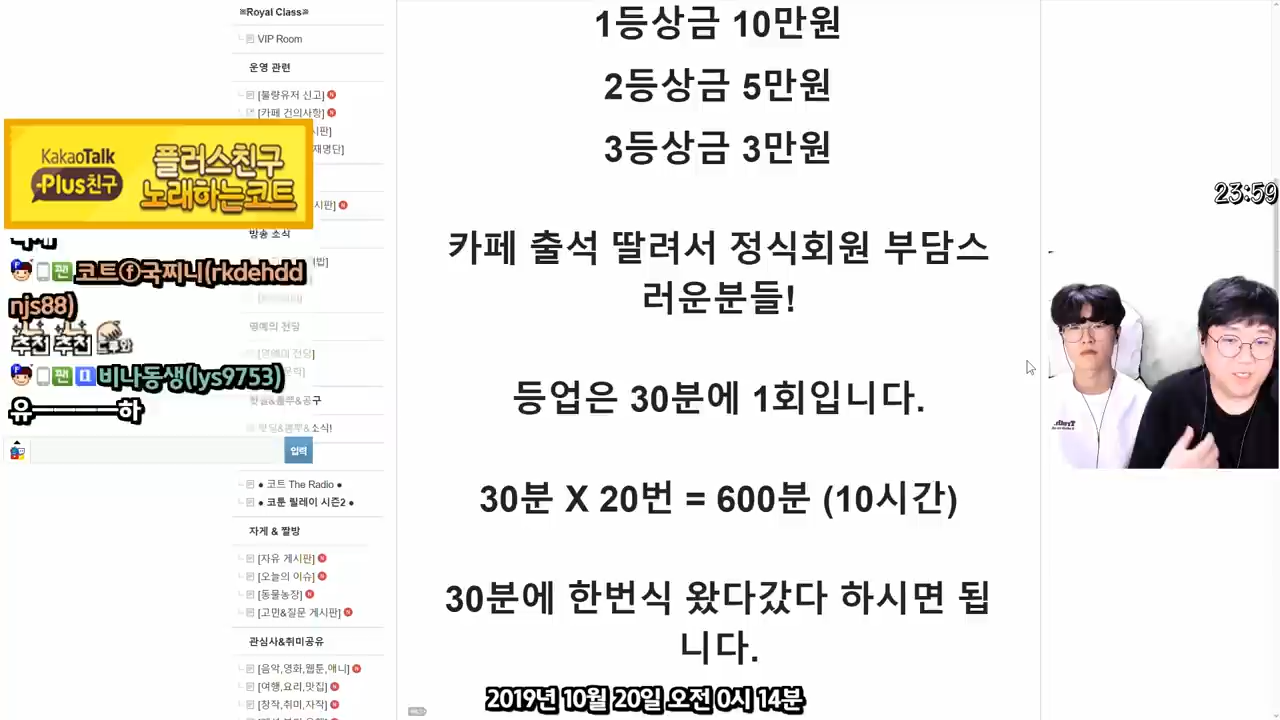 ※Royal Class※
VIP Room
운영 관련
[불량유저 신고]
[카페 건의사항]
KakaoTalk
Plus친구
플러스친구
노래하는코트
방송 소식
팬 코트ⓕ국찌니(rkdehdd
njs88)
추천 추천
팬 비나동생(lys9753)
유────하
입력
● 코트 The Radio ●
● 코툰 릴레이 시즌2 ●
자게 & 짤방
[자유 게시판]
[오늘의 이슈]
[동물농장]
[고민&질문 게시판]
관심사&취미공유
[음악,영화,웹툰,애니]
[여행,요리,맛집]
[창작,취미,자작]
1등상금 10만원
2등상금 5만원
3등상금 3만원
카페 출석 딸려서 정식회원 부담스
러운분들!
등업은 30분에 1회입니다.
30분 X 20번 = 600분 (10시간)
30분에 한번식 왔다갔다 하시면 됩
니다.
2019년 10월 20일 오전 0시 14분
23:59